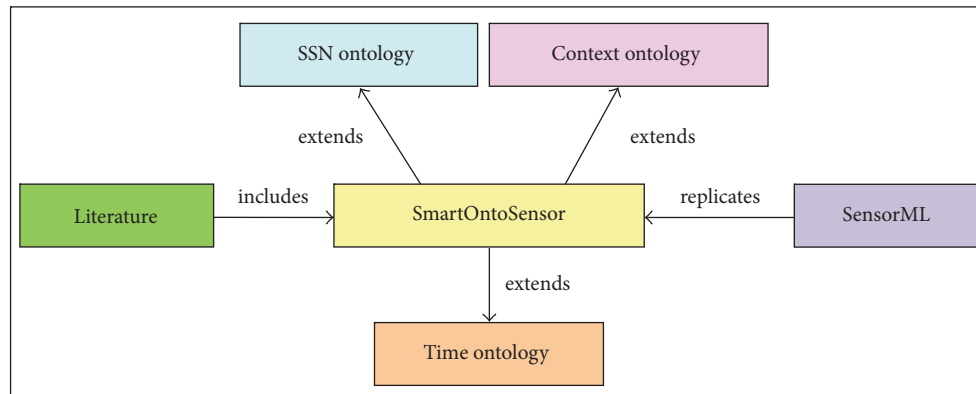 SSN ontology
Context ontology
extends
extends
Literature
includes
SmartOntoSensor
replicates
SensorML
extends
Time ontology